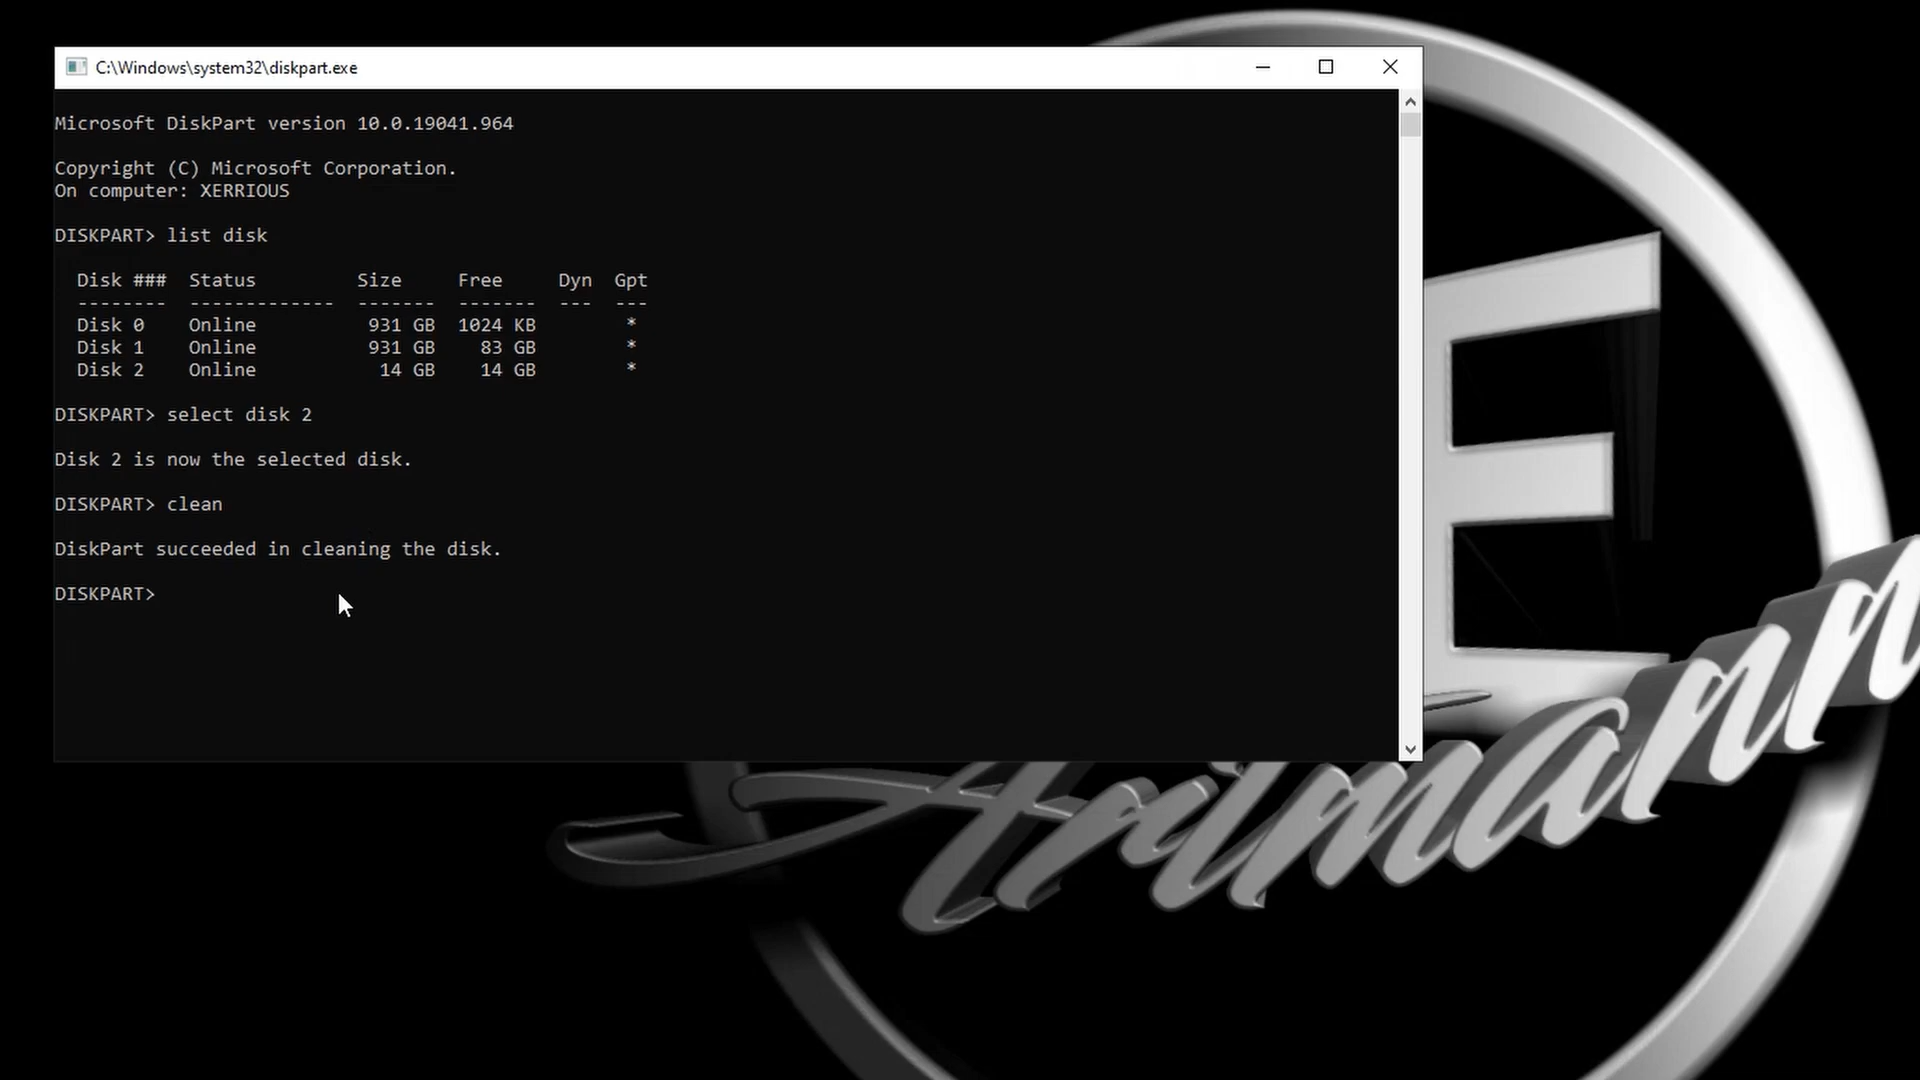 C:\Windows\system32\diskpart.exe
Microsoft DiskPart version 10.0.19041.964
Copyright (C) Microsoft Corporation.
On computer: XERRIOUS
DISKPART> list disk
Disk ###  Status         Size     Free     Dyn  Gpt
--------  -------------  -------  -------  ---  ---
Disk 0    Online          931 GB  1024 KB        *
Disk 1    Online          931 GB    83 GB        *
Disk 2    Online           14 GB    14 GB        *
DISKPART> select disk 2
Disk 2 is now the selected disk.
DISKPART> clean
DiskPart succeeded in cleaning the disk.
DISKPART>
E